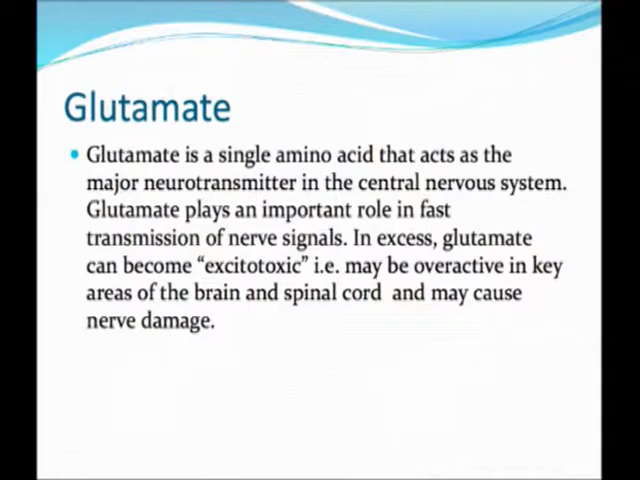 Glutamate
• Glutamate is a single amino acid that acts as the
major neurotransmitter in the central nervous system.
Glutamate plays an important role in fast
transmission of nerve signals. In excess, glutamate
can become “excitotoxic” i.e. may be overactive in key
areas of the brain and spinal cord and may cause
nerve damage.